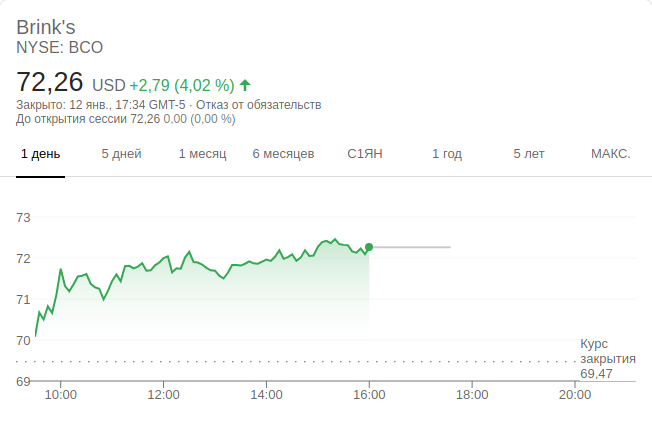 Brink's
NYSE: BCO
72,26 USD +2,79 (4,02 %)
Закрыто: 12 янв., 17:34 GMT-5 · Отказ от обязательств
До открытия сессии 72,26 0,00 (0,00 %)
1 день 5 дней 1 месяц 6 месяцев С1ЯН 1 год 5 лет МАКС.
73
72
71
70
Курс
закрытия
69,47
69
10:00 12:00 14:00 16:00 18:00 20:00